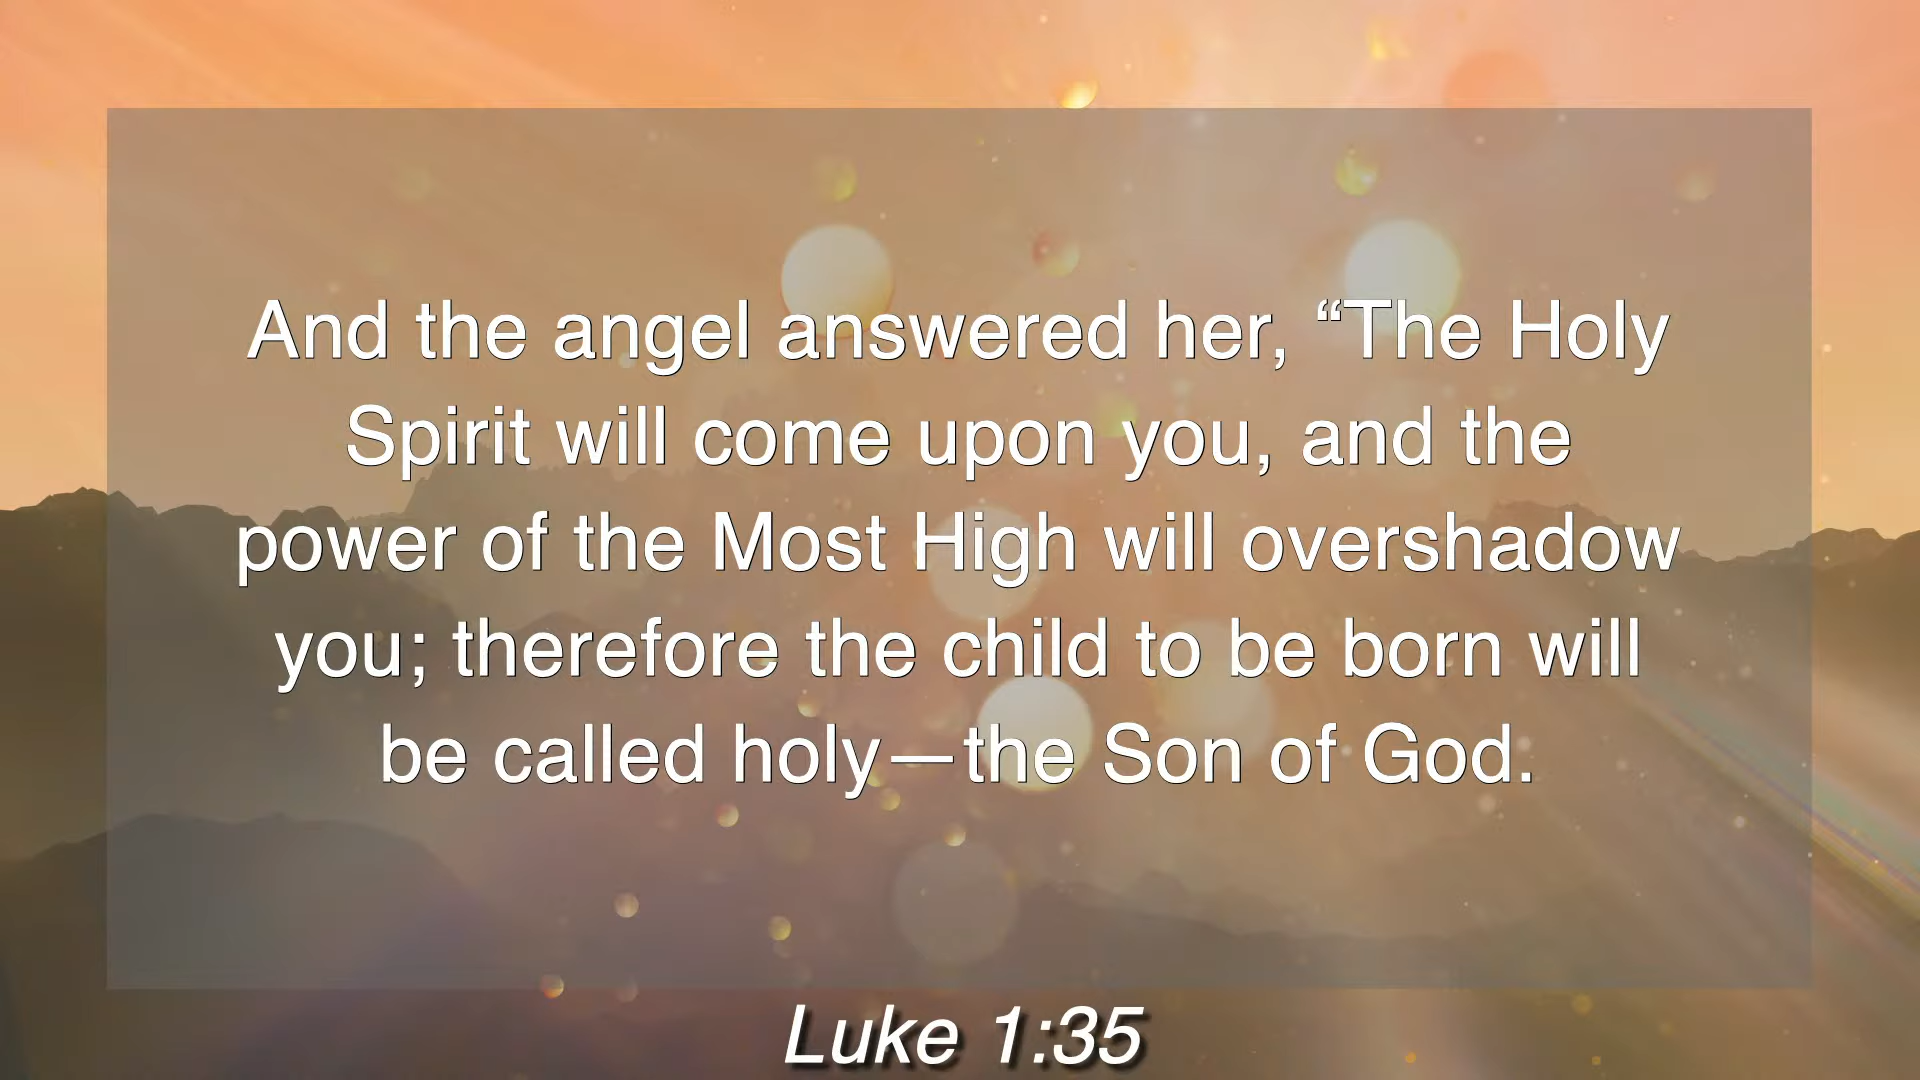 And the angel answered her, “The Holy
Spirit will come upon you, and the
power of the Most High will overshadow
you; therefore the child to be born will
be called holy—the Son of God.
Luke 1:35